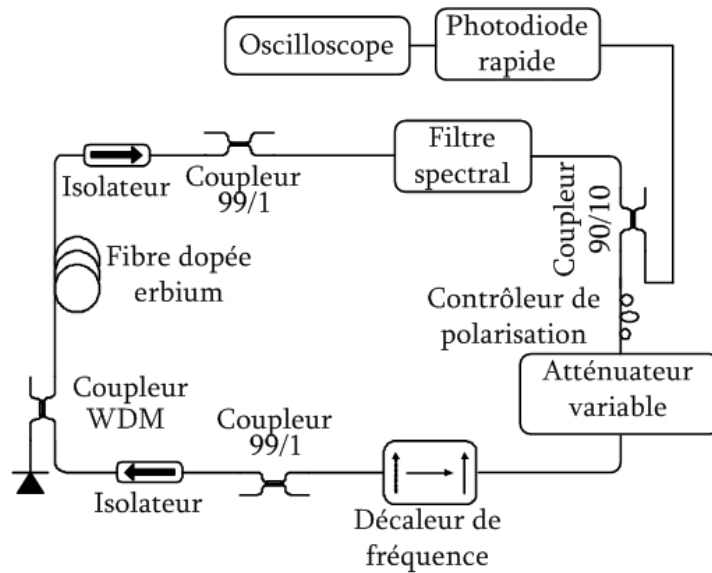 Oscilloscope
Photodiode
rapide
Isolateur
Coupleur
99/1
Filtre
spectral
Coupleur
90/10
Fibre dopée
erbium
Contrôleur de
polarisation
Atténuateur
variable
Coupleur
WDM
Coupleur
99/1
Isolateur
Décaleur de
fréquence